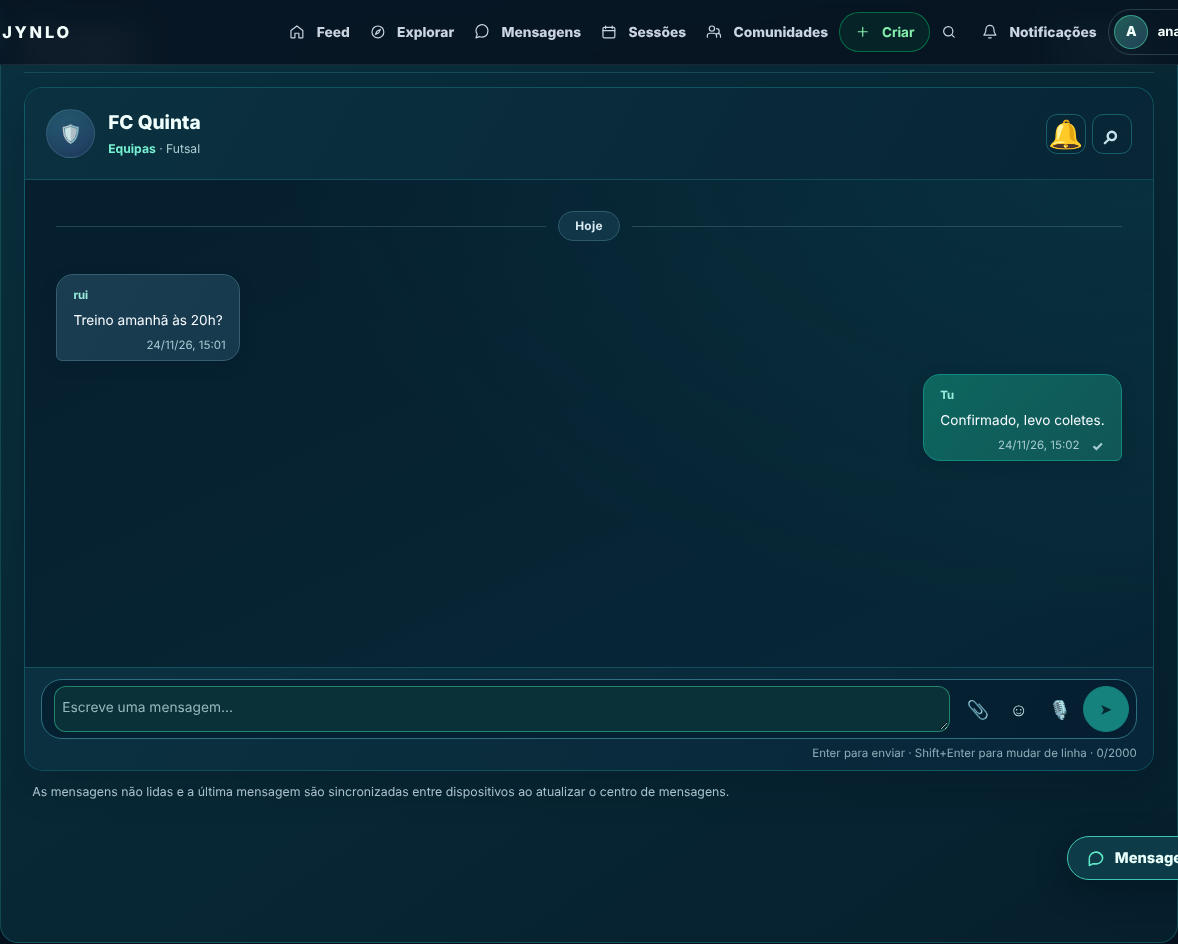 JYNLO
Feed
Explorar
Mensagens
Sessões
Comunidades
Criar
Notificações
A
ana
FC Quinta
Equipas · Futsal
Hoje
rui
Treino amanhã às 20h?
24/11/26, 15:01
Tu
Confirmado, levo coletes.
24/11/26, 15:02
Escreve uma mensagem...
Enter para enviar · Shift+Enter para mudar de linha · 0/2000
As mensagens não lidas e a última mensagem são sincronizadas entre dispositivos ao atualizar o centro de mensagens.
Mensage